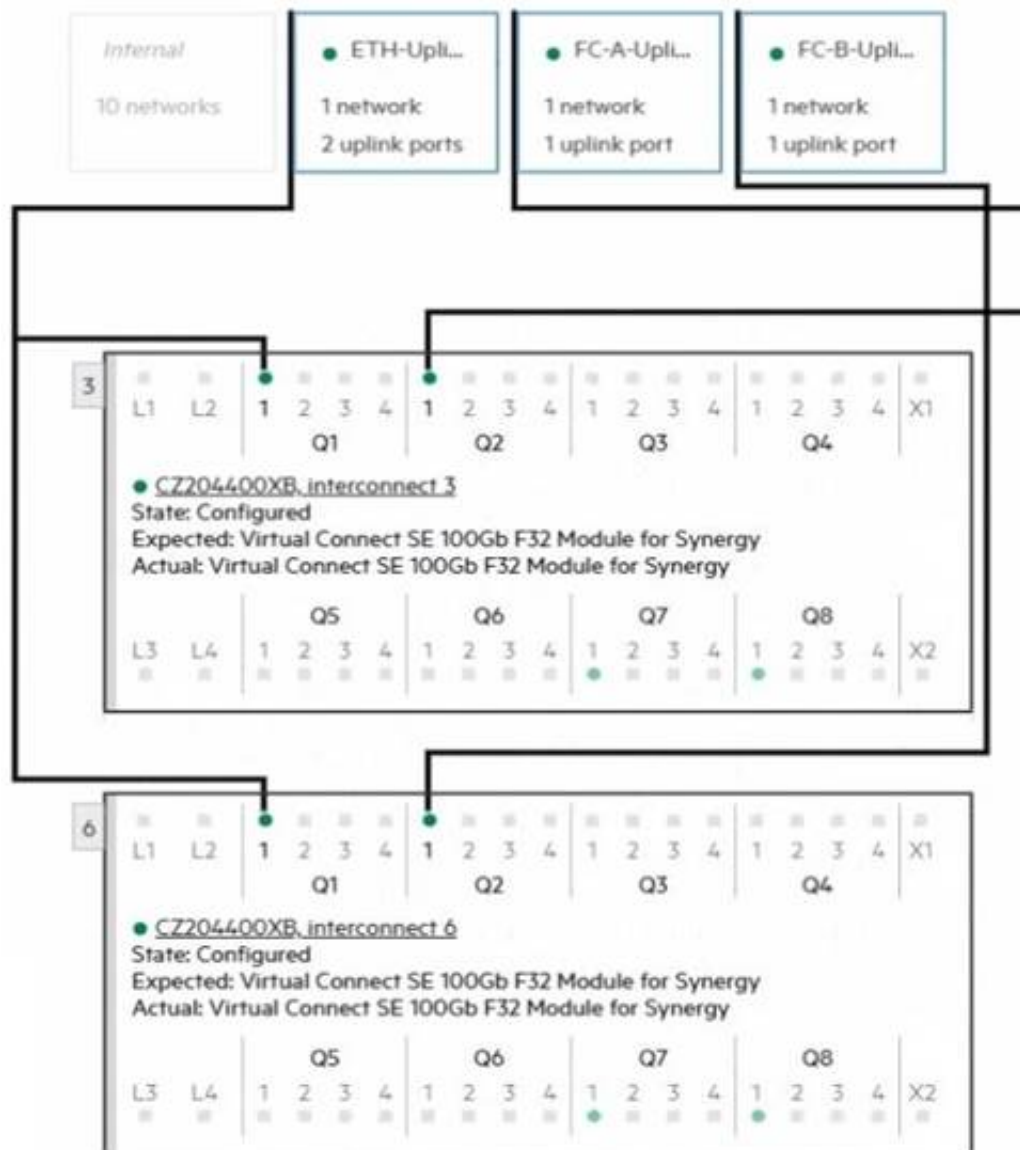 Internal
10 networks
ETH-Upli...
1 network
2 uplink ports
FC-A-Upli...
1 network
1 uplink port
FC-B-Upli...
1 network
1 uplink port
3
L1 L2 1 2 3 4 1 2 3 4 1 2 3 4 1 2 3 4 X1
Q1 Q2 Q3 Q4
CZ204400XB, interconnect 3
State: Configured
Expected: Virtual Connect SE 100Gb F32 Module for Synergy
Actual: Virtual Connect SE 100Gb F32 Module for Synergy
Q5 Q6 Q7 Q8
L3 L4 1 2 3 4 1 2 3 4 1 2 3 4 1 2 3 4 X2
6
L1 L2 1 2 3 4 1 2 3 4 1 2 3 4 1 2 3 4 X1
Q1 Q2 Q3 Q4
CZ204400XB, interconnect 6
State: Configured
Expected: Virtual Connect SE 100Gb F32 Module for Synergy
Actual: Virtual Connect SE 100Gb F32 Module for Synergy
Q5 Q6 Q7 Q8
L3 L4 1 2 3 4 1 2 3 4 1 2 3 4 1 2 3 4 X2